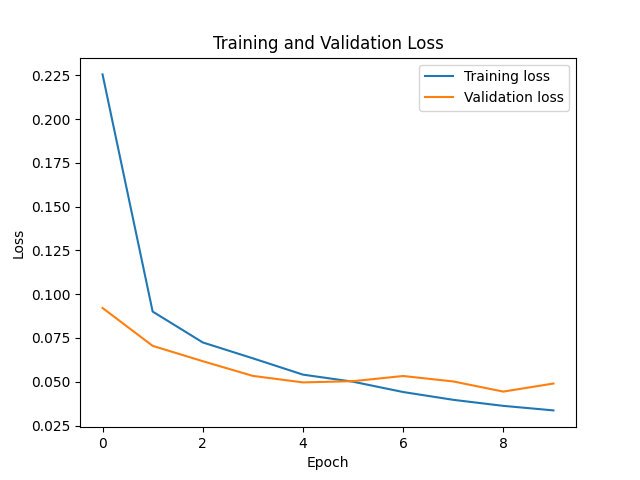 Training and Validation Loss
Training loss
Validation loss
0.225
0.200
0.175
0.150
0.125
0.100
0.075
0.050
0.025
Loss
0 2 4 6 8
Epoch